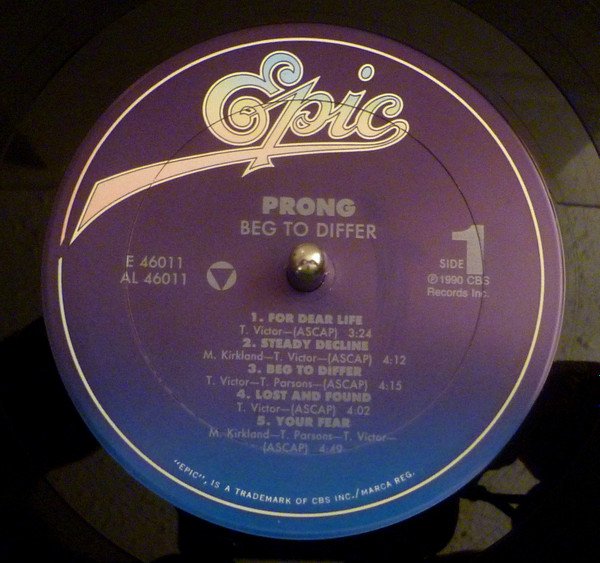 Epic
PRONG
BEG TO DIFFER
E 46011
AL 46011
SIDE 1
℗1990 CBS
Records Inc.
1. FOR DEAR LIFE
T. Victor—(ASCAP) 3:24
2. STEADY DECLINE
M. Kirkland—T. Victor—(ASCAP) 4:12
3. BEG TO DIFFER
T. Victor—T. Parsons—(ASCAP) 4:15
4. LOST AND FOUND
T. Victor—(ASCAP) 4:02
5. YOUR FEAR
M. Kirkland—T. Parsons—T. Victor—
(ASCAP) 4:49
"EPIC", IS A TRADEMARK OF CBS INC./MARCA REG.